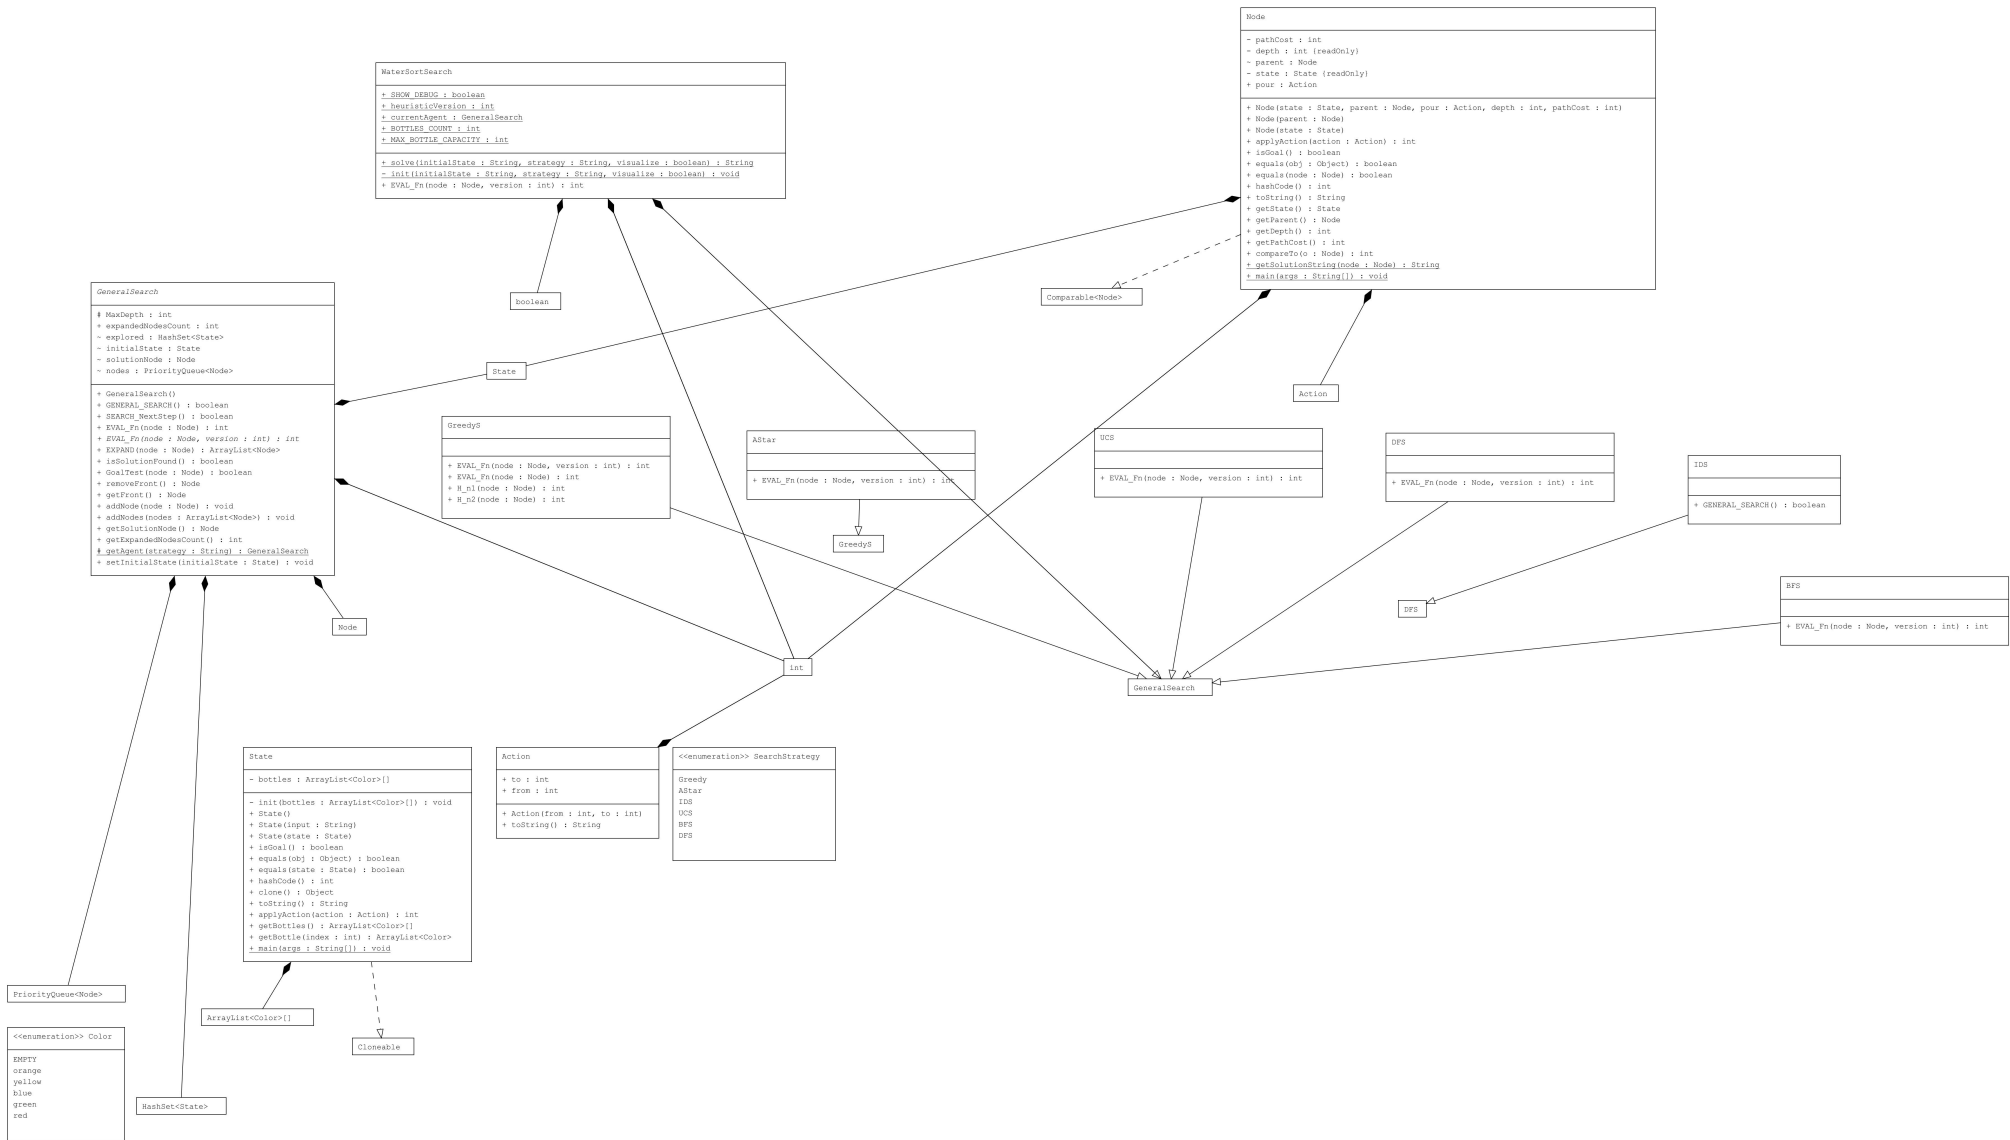 Node
- pathCost : int
- depth : int {readOnly}
~ parent : Node
~ state : State {readOnly}
+ pour : Action
+ Node(state : State, parent : Node, pour : Action, depth : int, pathCost : int)
+ Node(parent : Node)
+ Node(state : State)
+ applyAction(action : Action) : int
+ isGoal() : boolean
+ equals(obj : Object) : boolean
+ equals(node : Node) : boolean
+ hashCode() : int
+ toString() : String
+ getState() : State
+ getParent() : Node
+ getDepth() : int
+ getPathCost() : int
+ compareTo(o : Node) : int
+ getSolutionString(node : Node) : String
+ main(args : String[]) : void
WaterSortSearch
+ SHOW_DEBUG : boolean
+ heuristicVersion : int
+ currentAgent : GeneralSearch
+ BOTTLES_COUNT : int
+ MAX_BOTTLE_CAPACITY : int
+ solve(initialState : String, strategy : String, visualize : boolean) : String
- init(initialState : String, strategy : String, visualize : boolean) : void
+ EVAL_Fn(node : Node, version : int) : int
boolean
Comparable<Node>
GeneralSearch
# MaxDepth : int
+ expandedNodesCount : int
~ explored : HashSet<State>
~ initialState : State
~ solutionNode : Node
~ nodes : PriorityQueue<Node>
+ GeneralSearch()
+ GENERAL_SEARCH() : boolean
+ SEARCH_NextStep() : boolean
+ EVAL_Fn(node : Node) : int
+ EVAL_Fn(node : Node, version : int) : int
+ EXPAND(node : Node) : ArrayList<Node>
+ isSolutionFound() : boolean
+ GoalTest(node : Node) : boolean
+ removeFront() : Node
+ getFront() : Node
+ addNode(node : Node) : void
+ addNodes(nodes : ArrayList<Node>) : void
+ getSolutionNode() : Node
+ getExpandedNodesCount() : int
# getAgent(strategy : String) : GeneralSearch
+ setInitialState(initialState : State) : void
State
Action
GreedyS
+ EVAL_Fn(node : Node, version : int) : int
+ EVAL_Fn(node : Node) : int
+ H_n1(node : Node) : int
+ H_n2(node : Node) : int
AStar
+ EVAL_Fn(node : Node, version : int) : int
UCS
+ EVAL_Fn(node : Node, version : int) : int
DFS
+ EVAL_Fn(node : Node, version : int) : int
IDS
+ GENERAL_SEARCH() : boolean
GreedyS
DFS
BFS
+ EVAL_Fn(node : Node, version : int) : int
Node
int
GeneralSearch
State
- bottles : ArrayList<Color>[]
- init(bottles : ArrayList<Color>[]) : void
+ State()
+ State(input : String)
+ State(state : State)
+ isGoal() : boolean
+ equals(obj : Object) : boolean
+ equals(state : State) : boolean
+ hashCode() : int
+ clone() : Object
+ toString() : String
+ applyAction(action : Action) : int
+ getBottles() : ArrayList<Color>[]
+ getBottle(index : int) : ArrayList<Color>
+ main(args : String[]) : void
Action
+ to : int
+ from : int
+ Action(from : int, to : int)
+ toString() : String
<<enumeration>> SearchStrategy
Greedy
AStar
IDS
UCS
BFS
DFS
PriorityQueue<Node>
ArrayList<Color>[]
Cloneable
<<enumeration>> Color
EMPTY
orange
yellow
blue
green
red
HashSet<State>